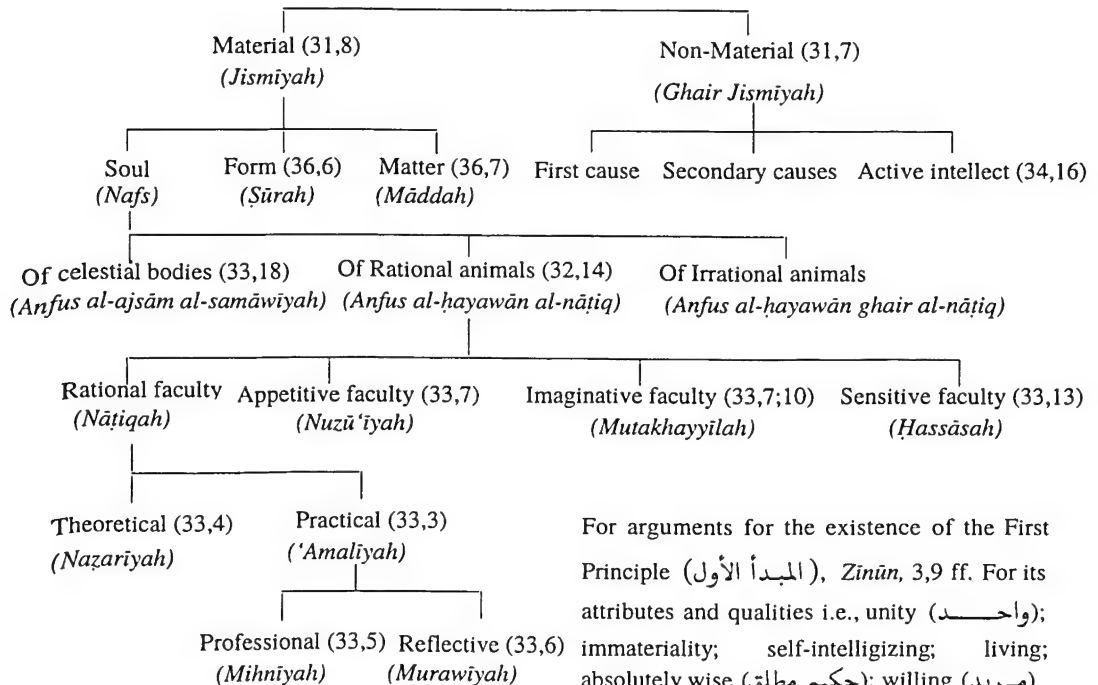 Material (31,8) Non-Material (31,7)
(Jismīyah) (Ghair Jismīyah)
Soul Form (36,6) Matter (36,7) First cause Secondary causes Active intellect (34,16)
(Nafs) (Ṣūrah) (Māddah)
Of celestial bodies (33,18) Of Rational animals (32,14) Of Irrational animals
(Anfus al-ajsām al-samāwīyah) (Anfus al-ḥayawān al-nāṭiq) (Anfus al-ḥayawān ghair al-nāṭiq)
Rational faculty Appetitive faculty (33,7) Imaginative faculty (33,7;10) Sensitive faculty (33,13)
(Nāṭiqah) (Nuzū‘īyah) (Mutakhayyīlah) (Ḥassāsah)
Theoretical (33,4) Practical (33,3)
(Naẓarīyah) (‘Amalīyah)
Professional (33,5) Reflective (33,6)
(Mihnīyah) (Murawīyah)
For arguments for the existence of the First
Principle (المبدأ الأول), Zīnūn, 3,9 ff. For its
attributes and qualities i.e., unity (واحد);
immateriality; self-intelligizing; living;
absolutely wise (حكيم مطلق); willing (مريد)